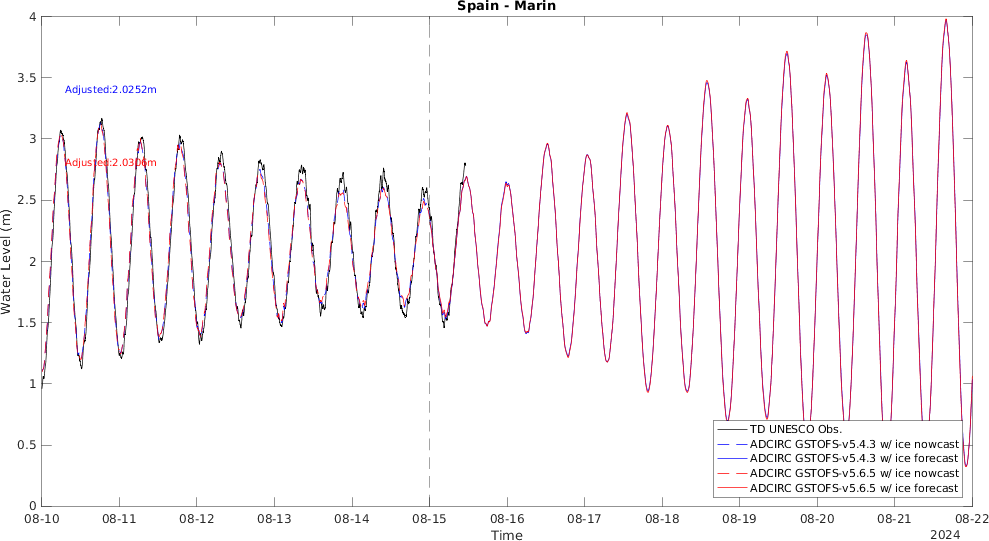 Spain - Marin
Water Level (m)
4
3.5
3
2.5
2
1.5
1
0.5
0
Adjusted:2.0252m
Adjusted:2.0306m
TD UNESCO Obs.
ADCIRC GSTOFS-v5.4.3 w/ ice nowcast
ADCIRC GSTOFS-v5.4.3 w/ ice forecast
ADCIRC GSTOFS-v5.6.5 w/ ice nowcast
ADCIRC GSTOFS-v5.6.5 w/ ice forecast
08-10 08-11 08-12 08-13 08-14 08-15 08-16 08-17 08-18 08-19 08-20 08-21 08-22
Time
2024